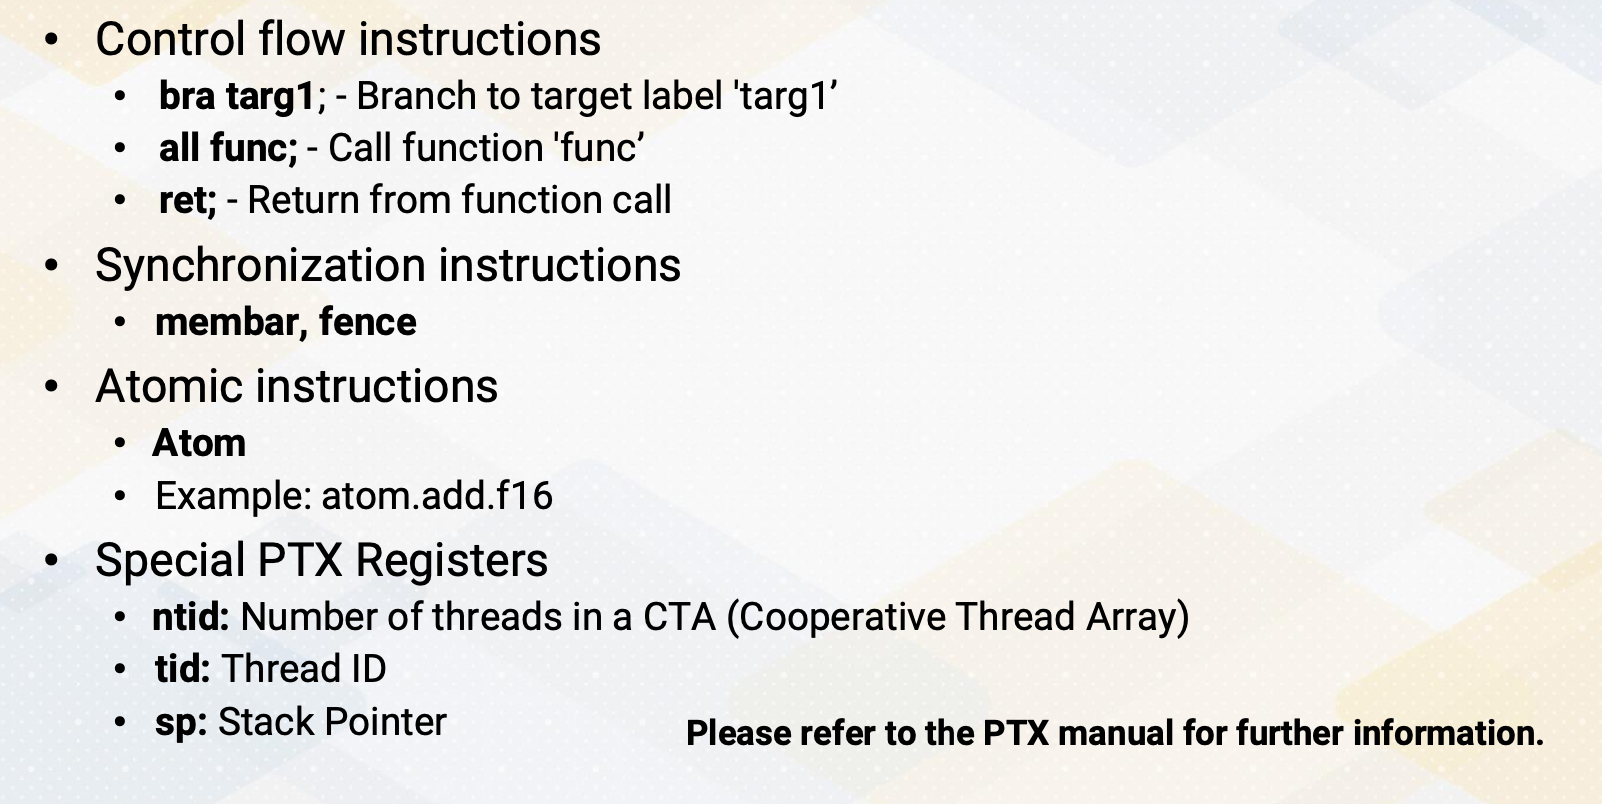 • Control flow instructions
• bra targ1; - Branch to target label 'targ1’
• all func; - Call function 'func’
• ret; - Return from function call
• Synchronization instructions
• membar, fence
• Atomic instructions
• Atom
• Example: atom.add.f16
• Special PTX Registers
• ntid: Number of threads in a CTA (Cooperative Thread Array)
• tid: Thread ID
• sp: Stack Pointer
Please refer to the PTX manual for further information.